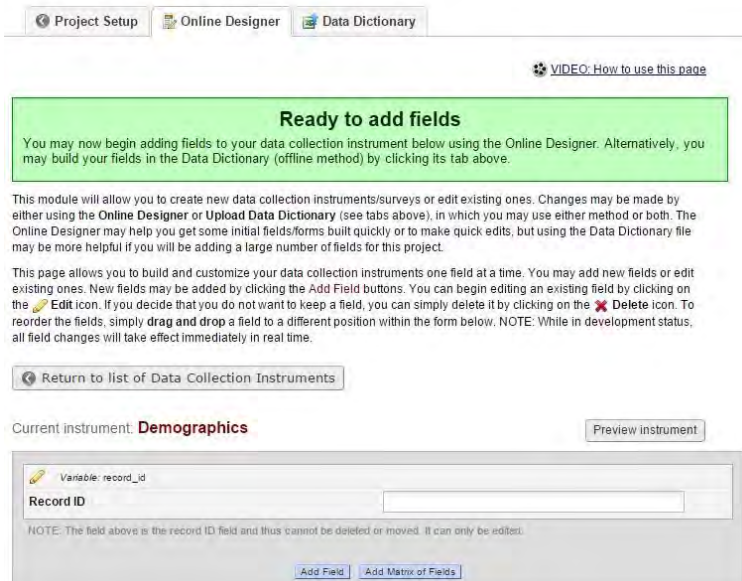 Project Setup Online Designer Data Dictionary
VIDEO: How to use this page
Ready to add fields
You may now begin adding fields to your data collection instrument below using the Online Designer. Alternatively, you
may build your fields in the Data Dictionary (offline method) by clicking its tab above.
This module will allow you to create new data collection instruments/surveys or edit existing ones. Changes may be made by
either using the Online Designer or Upload Data Dictionary (see tabs above), in which you may use either method or both. The
Online Designer may help you get some initial fields/forms built quickly or to make quick edits, but using the Data Dictionary file
may be more helpful if you will be adding a large number of fields for this project.
This page allows you to build and customize your data collection instruments one field at a time. You may add new fields or edit
existing ones. New fields may be added by clicking the Add Field buttons. You can begin editing an existing field by clicking on
the Edit icon. If you decide that you do not want to keep a field, you can simply delete it by clicking on the Delete icon. To
reorder the fields, simply drag and drop a field to a different position within the form below. NOTE: While in development status,
all field changes will take effect immediately in real time.
Return to list of Data Collection Instruments
Current instrument: Demographics Preview instrument
Variable: record_id
Record ID
NOTE: The field above is the record ID field and thus cannot be deleted or moved. It can only be edited.
Add Field Add Matrix of Fields